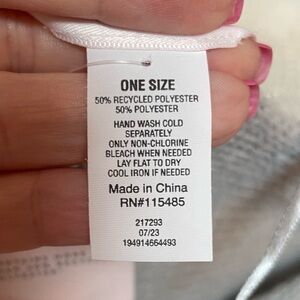 ONE SIZE
50% RECYCLED POLYESTER
50% POLYESTER
HAND WASH COLD
SEPARATELY
ONLY NON-CHLORINE
BLEACH WHEN NEEDED
LAY FLAT TO DRY
COOL IRON IF NEEDED
Made in China
RN#115485
217293
07/23
194914664493